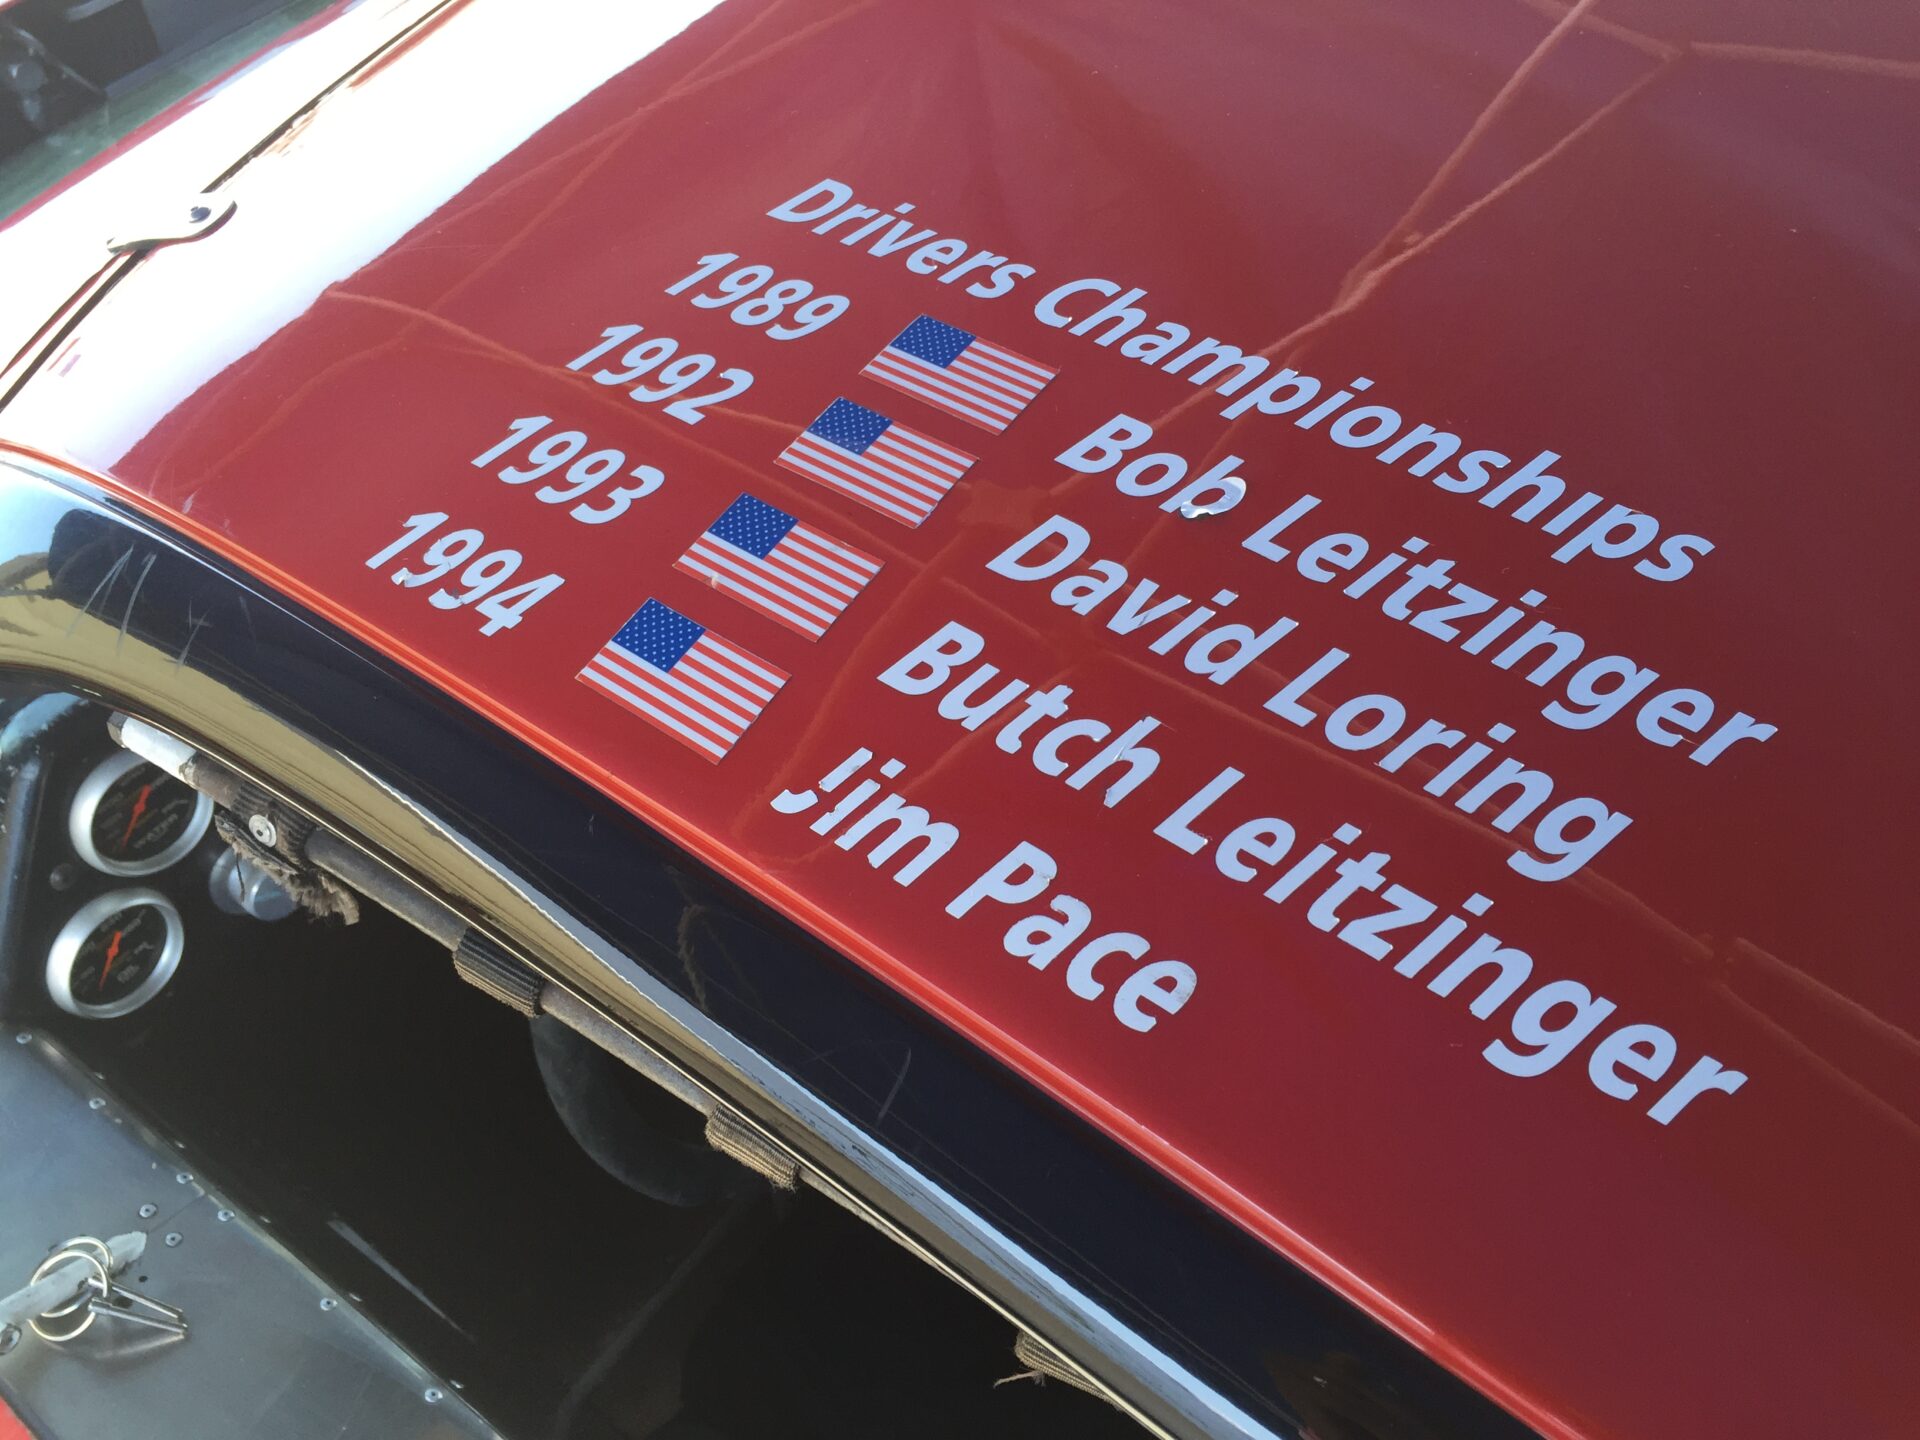 Drivers Championships
1989 Bob Leitzinger
1992 David Loring
1993 Butch Leitzinger
1994 Jim Pace